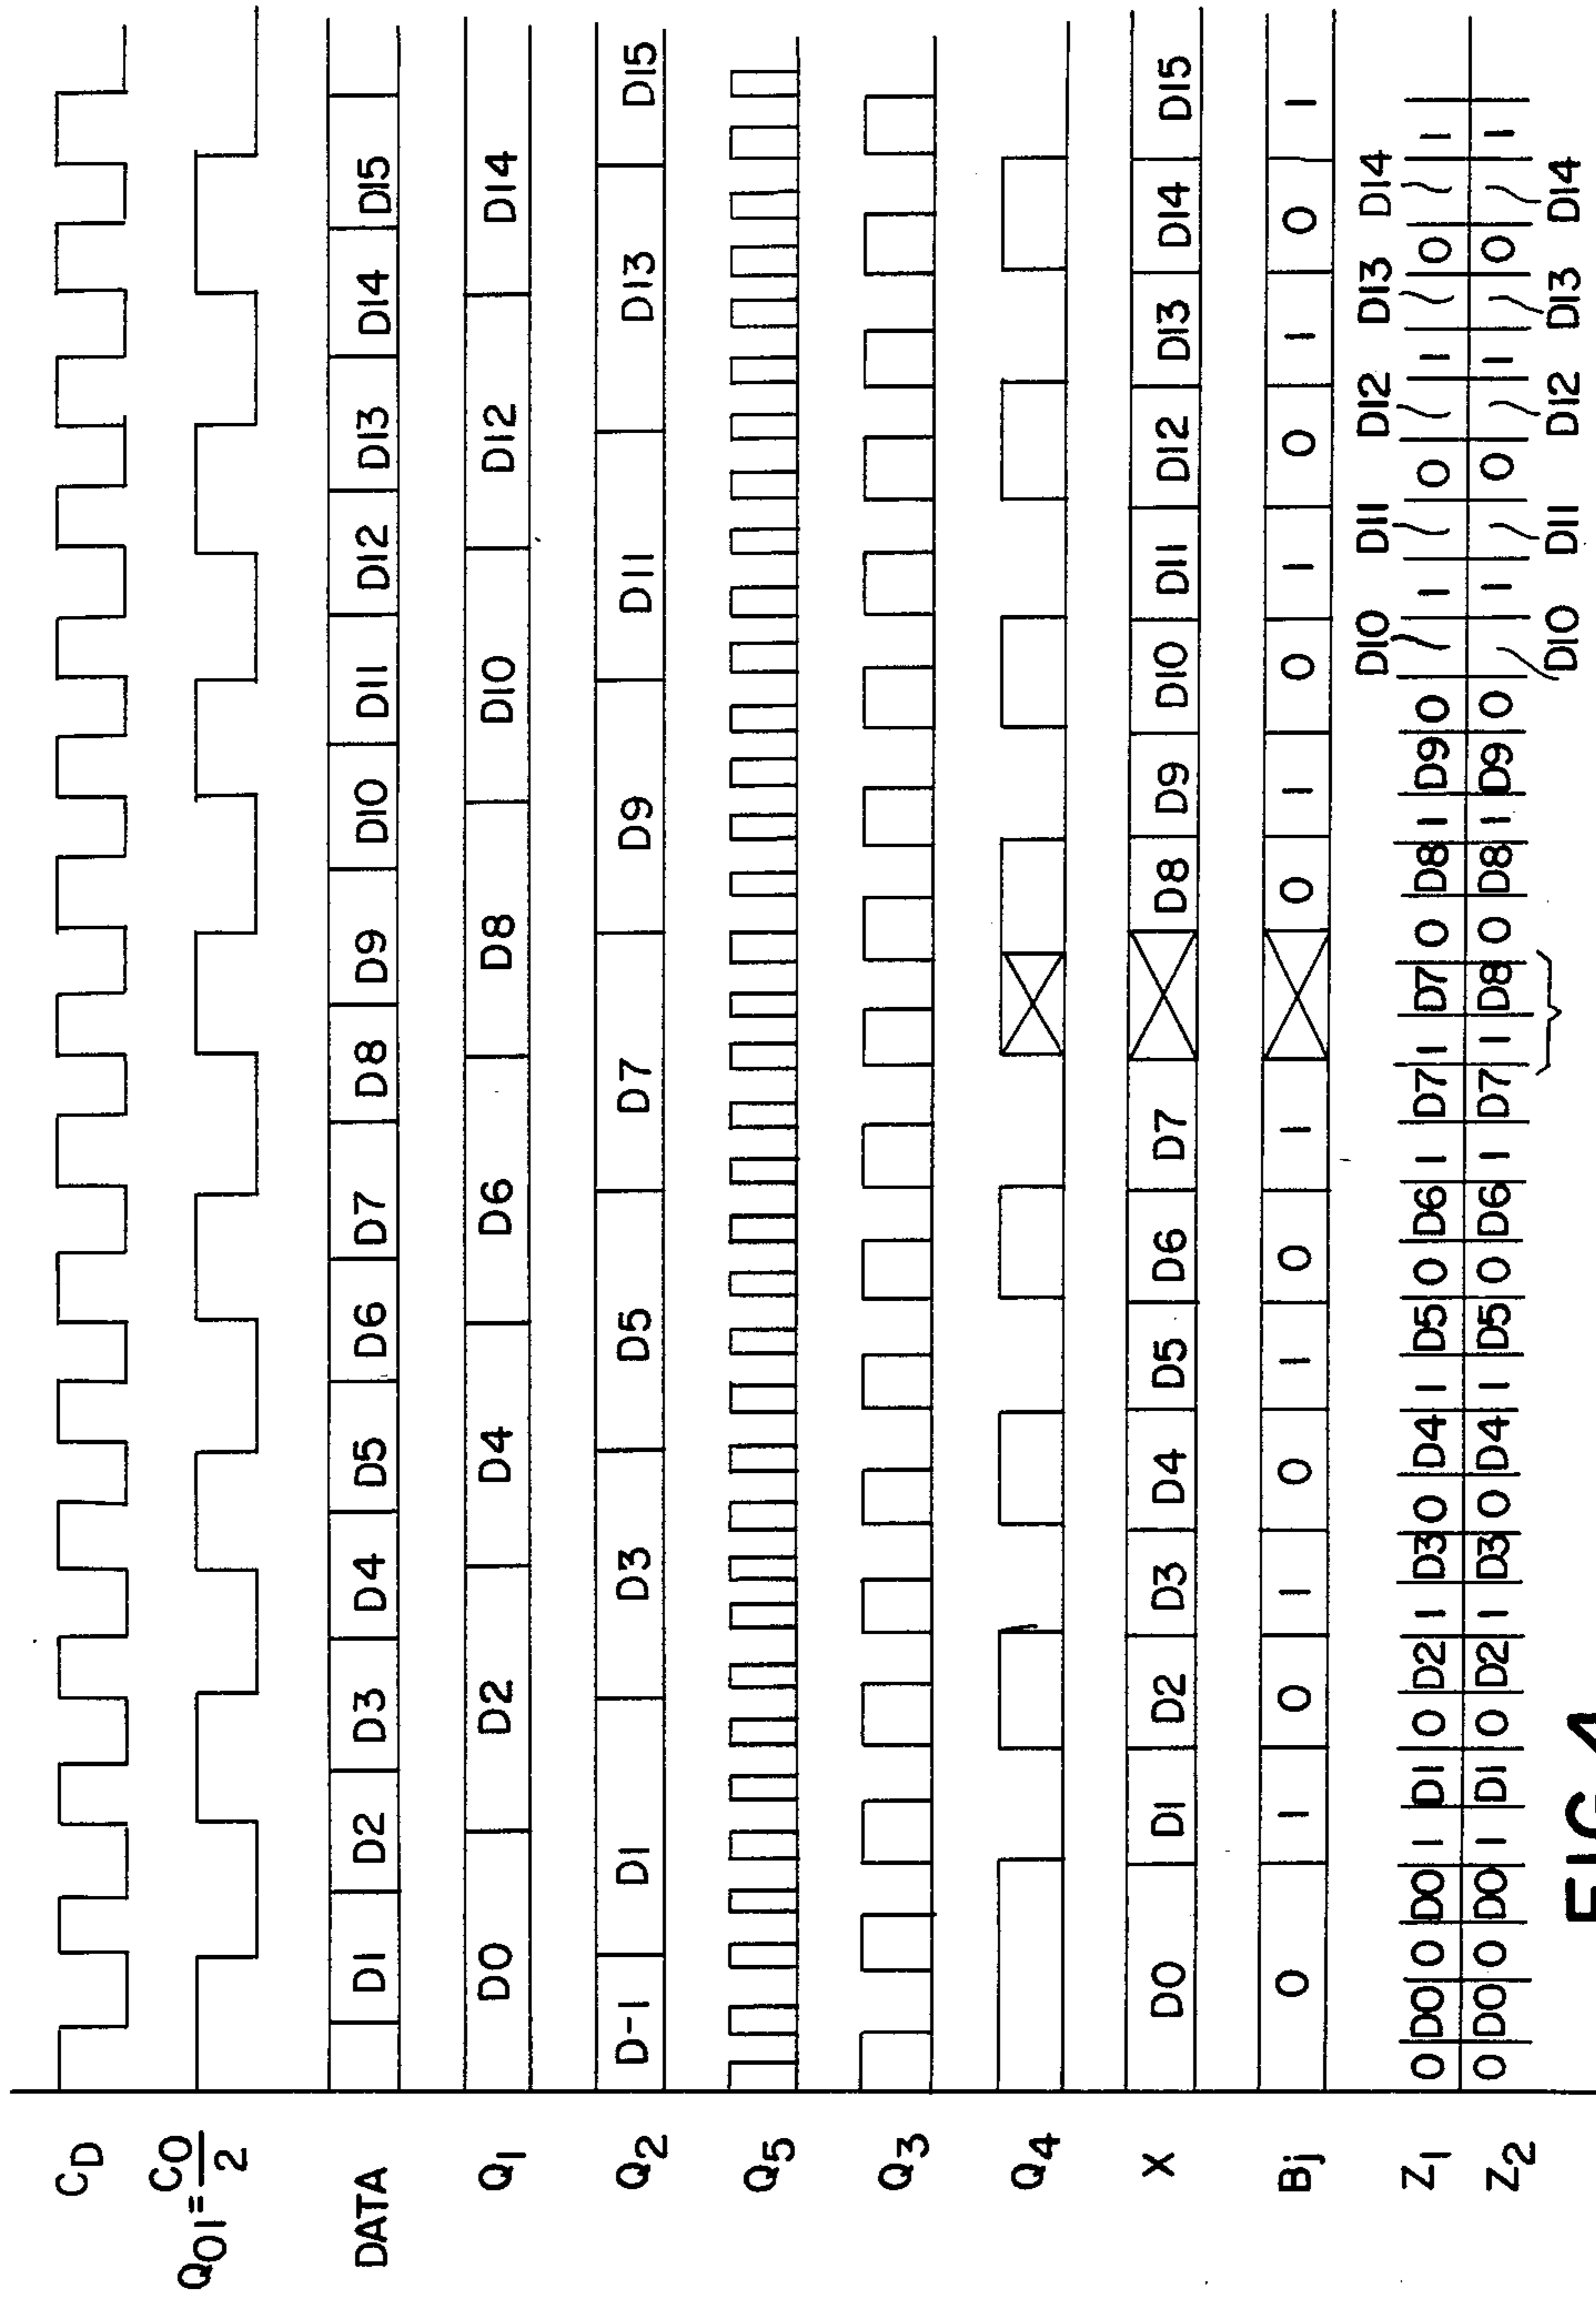 CD
Q01 = C0/2
DATA D1 D2 D3 D4 D5 D6 D7 D8 D9 D10 D11 D12 D13 D14 D15
Q1 D0 D2 D4 D6 D8 D10 D12 D14
Q2 D-1 D1 D3 D5 D7 D9 D11 D13 D15
Q5
Q3
Q4
X D0 D1 D2 D3 D4 D5 D6 D7 D8 D9 D10 D11 D12 D13 D14 D15
Bj 0 1 0 1 0 1 0 1 0 1 0 1 0 1 0 1
D10 D11 D12 D13 D14
Z1 0 D0 0 D0 1 D1 0 D2 1 D3 0 D4 1 D5 0 D6 1 D7 1 D7 0 D8 1 D9 0 1 0 1 0 1
Z2 0 D0 0 D0 1 D1 0 D2 1 D3 0 D4 1 D5 0 D6 1 D7 1 D8 0 D8 1 D9 0 1 0 1 0 1
D10 D11 D12 D13 D14
FIG.4